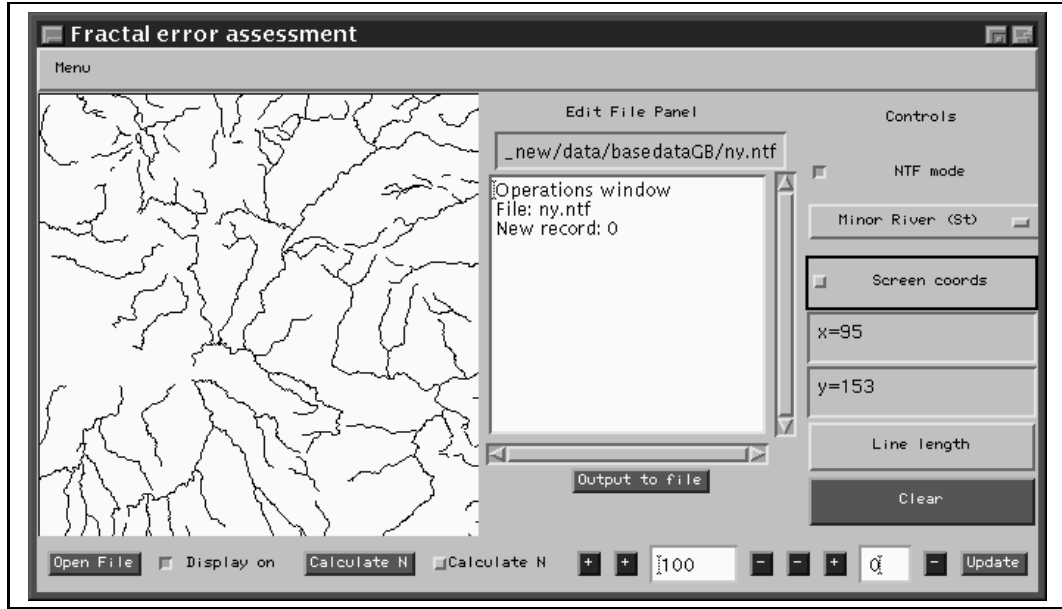 Fractal error assessment
Menu
Edit File Panel
_new/data/basedataGB/ny.ntf
Operations window
File: ny.ntf
New record: 0
Output to file
Controls
NTF mode
Minor River (St)
Screen coords
x=95
y=153
Line length
Clear
Open File Display on Calculate N Calculate N + + 100 - - + 0 - Update